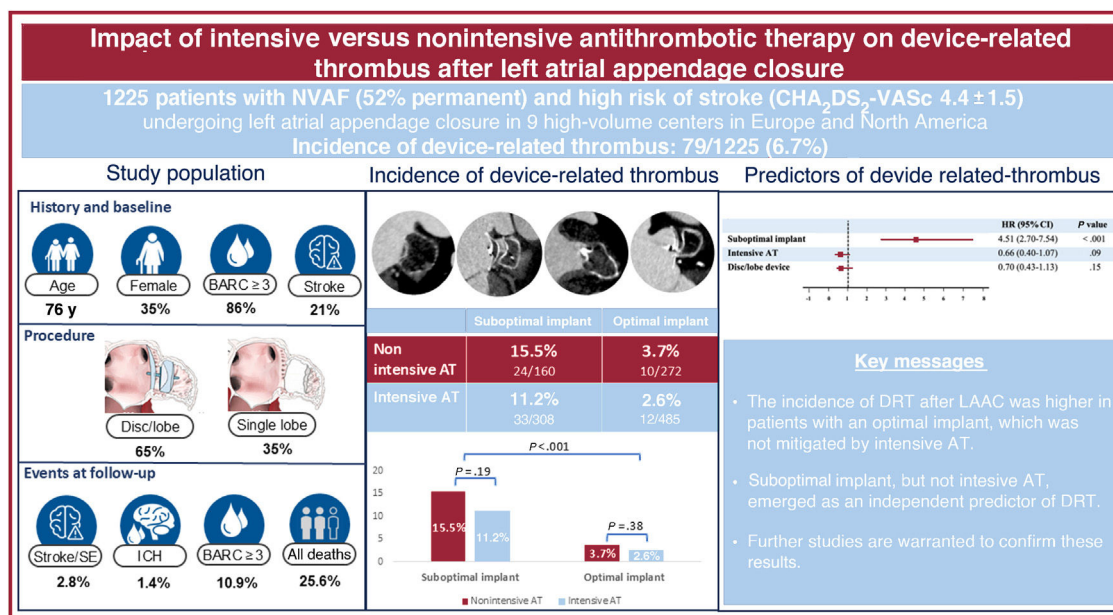 Impact of intensive versus nonintensive antithrombotic therapy on device-related
thrombus after left atrial appendage closure
1225 patients with NVAF (52% permanent) and high risk of stroke (CHA₂DS₂-VASc 4.4 ± 1.5)
undergoing left atrial appendage closure in 9 high-volume centers in Europe and North America
Incidence of device-related thrombus: 79/1225 (6.7%)
Study population
History and baseline
Age
Female
BARC ≥ 3
Stroke
76 y
35%
86%
21%
Procedure
Disc/lobe
Single lobe
65%
35%
Events at follow-up
Stroke/SE
ICH
BARC ≥ 3
All deaths
2.8%
1.4%
10.9%
25.6%
Incidence of device-related thrombus
Suboptimal implant
Optimal implant
Non
intensive AT
15.5%
24/160
3.7%
10/272
Intensive AT
11.2%
33/308
2.6%
12/485
P <.001
P = .19
P = .38
20
15
10
5
0
15.5%
11.2%
3.7%
2.6%
Suboptimal implant
Optimal implant
Nonintensive AT
Intensive AT
Predictors of devide related-thrombus
HR (95% CI)
P value
Suboptimal implant
4.51 (2.70-7.54)
< .001
Intensive AT
0.66 (0.40-1.07)
.09
Disc/lobe device
0.70 (0.43-1.13)
.15
-1 0 1 2 3 4 5 6 7 8
Key messages
• The incidence of DRT after LAAC was higher in
patients with an optimal implant, which was
not mitigated by intensive AT.
• Suboptimal implant, but not intesive AT,
emerged as an independent predictor of DRT.
• Further studies are warranted to confirm these
results.